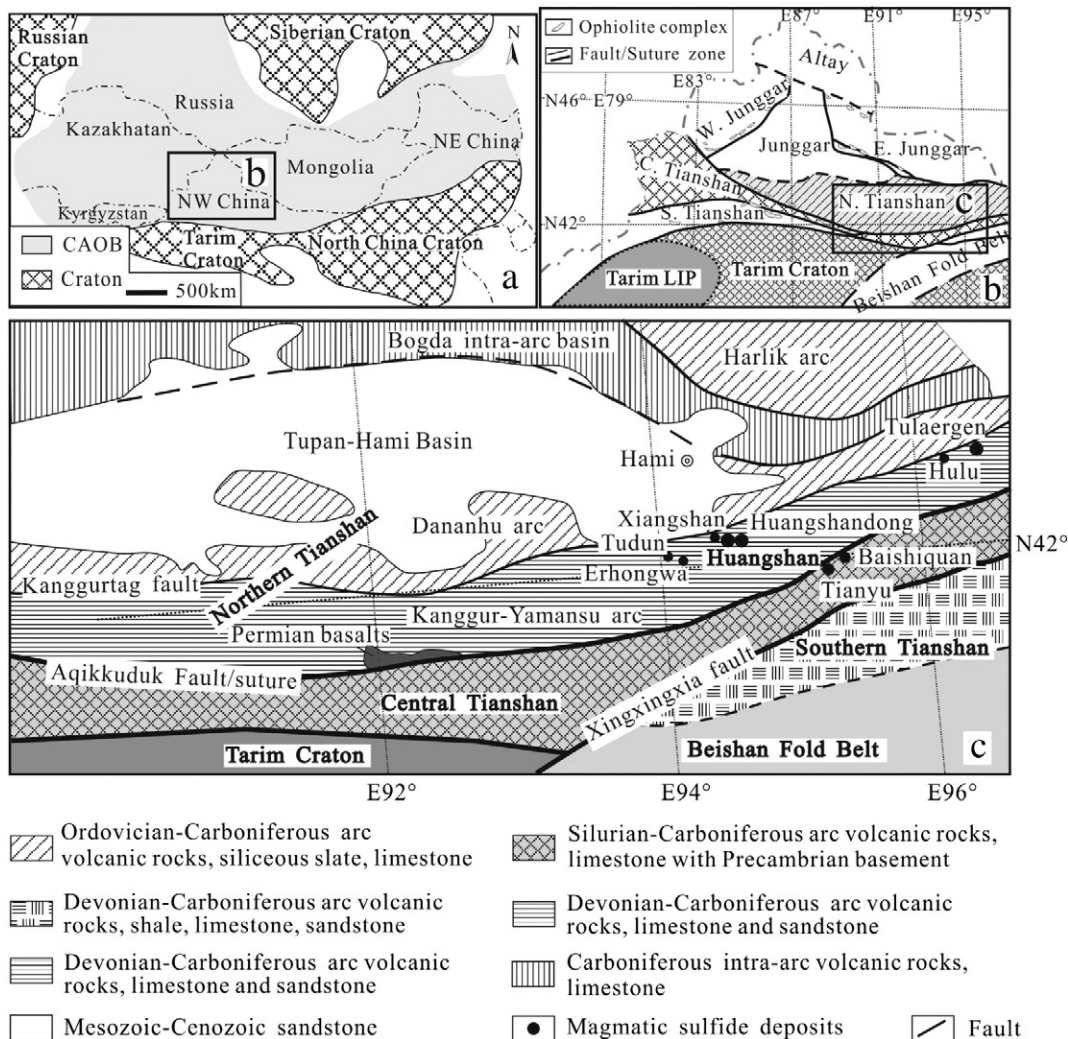 Russian
Craton
Siberian Craton
N
Russia
Kazakhatan
NE China
b
Mongolia
NW China
Kyrgyzstan
Tarim
Craton
North China Craton
CAOB
Craton
500km
a
Ophiolite complex
Fault/Suture zone
E87°
E91°
E95°
Altay
E83°
N46°
E79°
W. Junggar
Junggar
E. Junggar
C. Tianshan
N. Tianshan
c
S. Tianshan
N42°
Tarim LIP
Tarim Craton
Beishan Fold Belt
b
Bogda intra-arc basin
Harlik arc
Tupan-Hami Basin
Tulaergen
Hami
Hulu
Xiangshan
Huangshandong
Dananhu arc
Tudun
Huangshan
Baishiquan
N42°
Northern Tianshan
Kanggurtag fault
Erhongwa
Tianyu
Kanggur-Yamansu arc
Permian basalts
Southern Tianshan
Aqikkuduk Fault/suture
Xingxingxia fault
Central Tianshan
Tarim Craton
Beishan Fold Belt
c
E92°
E94°
E96°
Ordovician-Carboniferous arc
volcanic rocks, siliceous slate, limestone
Silurian-Carboniferous arc volcanic rocks,
limestone with Precambrian basement
Devonian-Carboniferous arc volcanic
rocks, shale, limestone, sandstone
Devonian-Carboniferous arc volcanic
rocks, limestone and sandstone
Devonian-Carboniferous arc volcanic
rocks, limestone and sandstone
Carboniferous intra-arc volcanic rocks,
limestone
Mesozoic-Cenozoic sandstone
Magmatic sulfide deposits
Fault